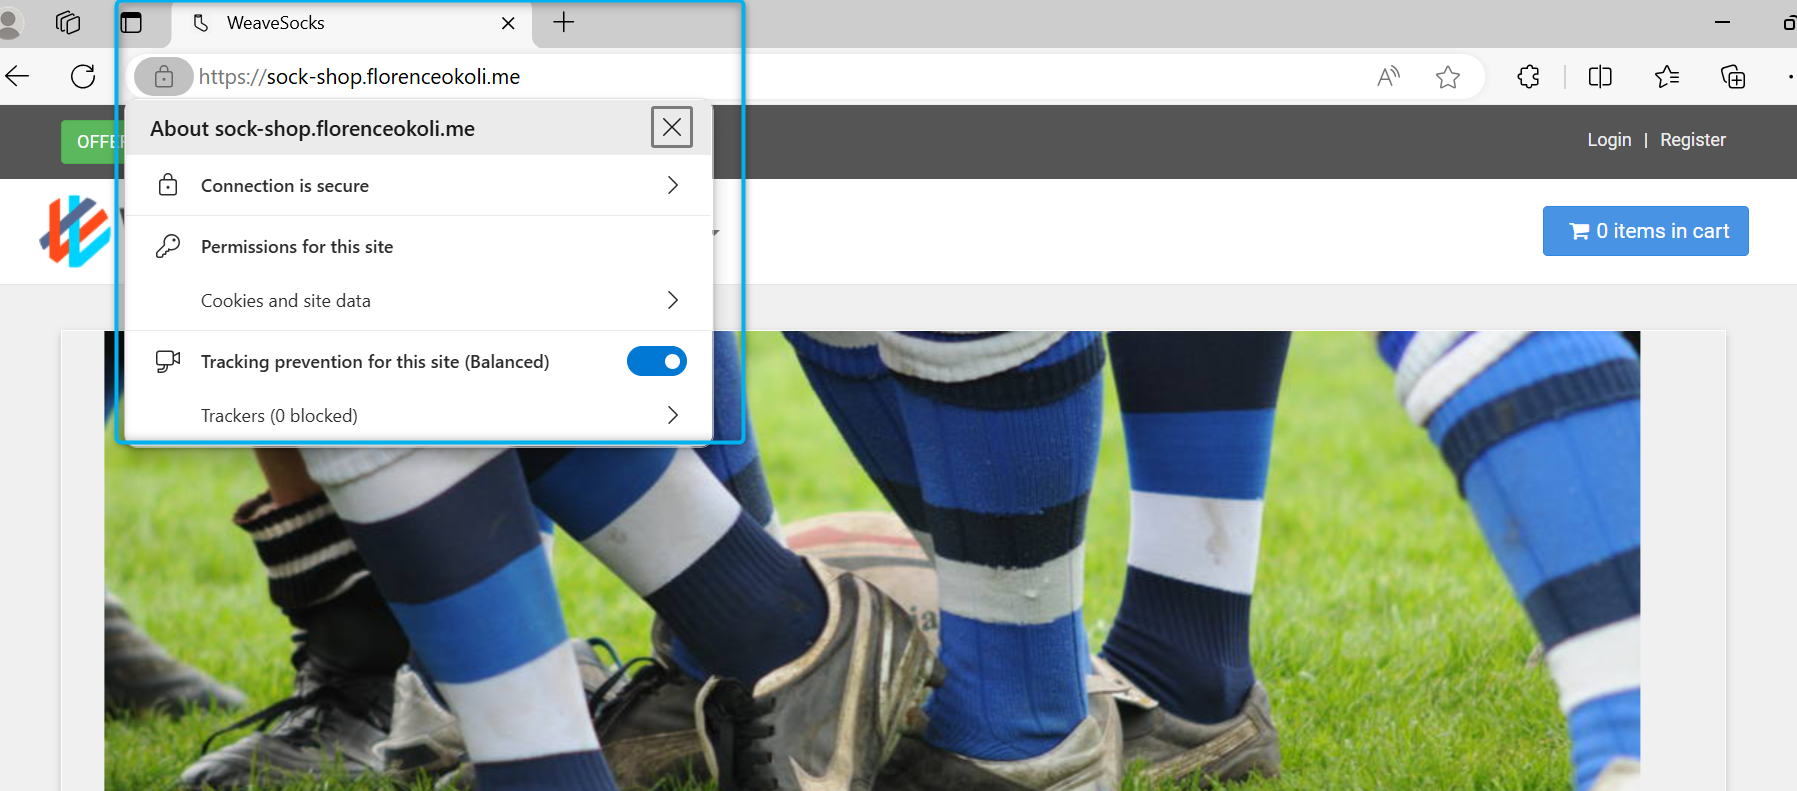 WeaveSocks
https://sock-shop.florenceokoli.me
About sock-shop.florenceokoli.me
OFFE
Login | Register
Connection is secure
Permissions for this site
0 items in cart
Cookies and site data
Tracking prevention for this site (Balanced)
Trackers (0 blocked)